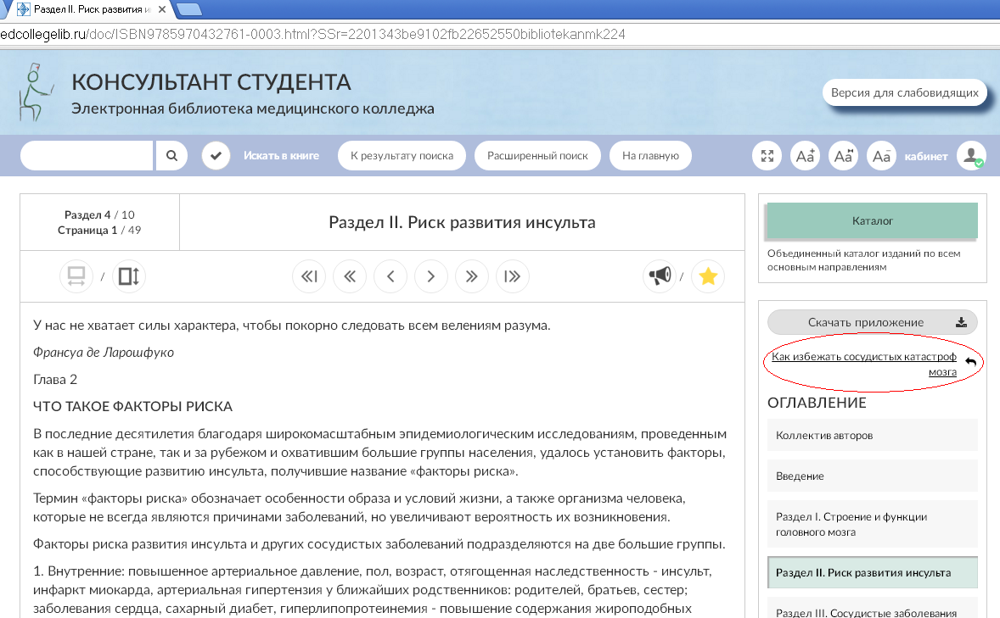 Раздел II. Риск развития и
edcollegelib.ru/doc/ISBN9785970432761-0003.html?SSr=2201343be9102fb22652550bibliotekanmk224
КОНСУЛЬТАНТ СТУДЕНТА
Электронная библиотека медицинского колледжа
Версия для слабовидящих
Искать в книге
К результату поиска
Расширенный поиск
На главную
Aa+
Aa
Aa–
кабинет
Раздел 4 / 10
Страница 1 / 49
Раздел II. Риск развития инсульта
/
/
У нас не хватает силы характера, чтобы покорно следовать всем велениям разума.
Франсуа де Ларошфуко
Глава 2
ЧТО ТАКОЕ ФАКТОРЫ РИСКА
В последние десятилетия благодаря широкомасштабным эпидемиологическим исследованиям, проведенным
как в нашей стране, так и за рубежом и охватившим большие группы населения, удалось установить факторы,
способствующие развитию инсульта, получившие название «факторы риска».
Термин «факторы риска» обозначает особенности образа и условий жизни, а также организма человека,
которые не всегда являются причинами заболеваний, но увеличивают вероятность их возникновения.
Факторы риска развития инсульта и других сосудистых заболеваний подразделяются на две большие группы.
1. Внутренние: повышенное артериальное давление, пол, возраст, отягощенная наследственность - инсульт,
инфаркт миокарда, артериальная гипертензия у ближайших родственников: родителей, братьев, сестер;
заболевания сердца, сахарный диабет, гиперлипопротеинемия - повышение содержания жироподобных
Каталог
Объединенный каталог изданий по всем
основным направлениям
Скачать приложение
Как избежать сосудистых катастроф
мозга
ОГЛАВЛЕНИЕ
Коллектив авторов
Введение
Раздел I. Строение и функции
головного мозга
Раздел II. Риск развития инсульта
Раздел III. Сосудистые заболевания